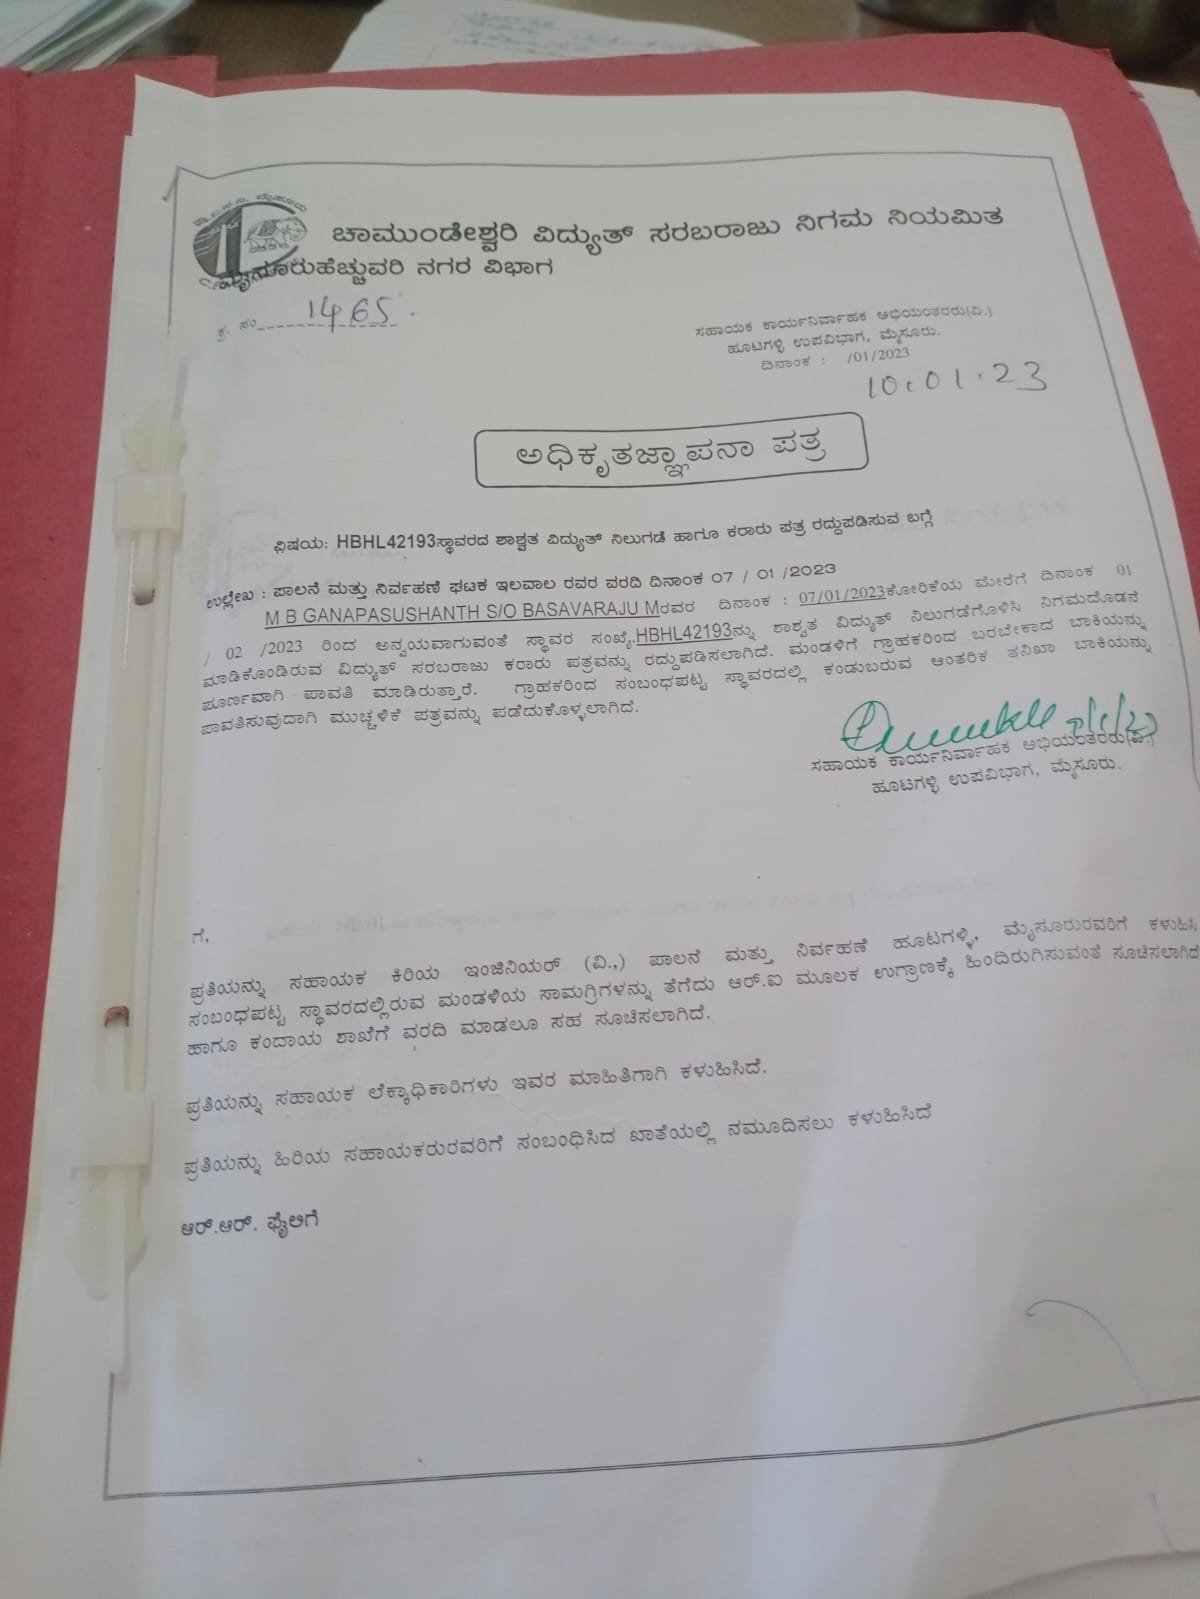 ಚಾಮುಂಡೇಶ್ವರಿ ವಿದ್ಯುತ್ ಸರಬರಾಜು ನಿಗಮ ನಿಯಮಿತ
ಮೈಸೂರುಹೆಚ್ಚುವರಿ ನಗರ ವಿಭಾಗ
ಕ್ರ. ಸಂ 1465
ಸಹಾಯಕ ಕಾರ್ಯನಿರ್ವಾಹಕ ಅಭಿಯಂತರರು(ವಿ.)
ಹೂಟಗಳ್ಳಿ ಉಪವಿಭಾಗ, ಮೈಸೂರು.
ದಿನಾಂಕ : /01/2023
10.01.23
ಅಧಿಕೃತಜ್ಞಾಪನಾ ಪತ್ರ
ವಿಷಯ: HBHL42193ಸ್ಥಾವರದ ಶಾಶ್ವತ ವಿದ್ಯುತ್ ನಿಲುಗಡೆ ಹಾಗೂ ಕರಾರು ಪತ್ರ ರದ್ದುಪಡಿಸುವ ಬಗ್ಗೆ
ಉಲ್ಲೇಖ : ಪಾಲನೆ ಮತ್ತು ನಿರ್ವಹಣೆ ಘಟಕ ಇಲವಾಲ ರವರ ವರದಿ ದಿನಾಂಕ 07 / 01 /2023
M B GANAPASUSHANTH S/O BASAVARAJU Mರವರ ದಿನಾಂಕ : 07/01/2023ಕೋರಿಕೆಯ ಮೇರೆಗೆ ದಿನಾಂಕ 01
/ 02 /2023 ರಿಂದ ಅನ್ವಯವಾಗುವಂತೆ ಸ್ಥಾವರ ಸಂಖ್ಯೆ.HBHL42193ನ್ನು ಶಾಶ್ವತ ವಿದ್ಯುತ್ ನಿಲುಗಡೆಗೊಳಿಸಿ ನಿಗಮದೊಡನೆ
ಮಾಡಿಕೊಂಡಿರುವ ವಿದ್ಯುತ್ ಸರಬರಾಜು ಕರಾರು ಪತ್ರವನ್ನು ರದ್ದುಪಡಿಸಲಾಗಿದೆ. ಮಂಡಳಿಗೆ ಗ್ರಾಹಕರಿಂದ ಬರಬೇಕಾದ ಬಾಕಿಯನ್ನು
ಪೂರ್ಣವಾಗಿ ಪಾವತಿ ಮಾಡಿರುತ್ತಾರೆ. ಗ್ರಾಹಕರಿಂದ ಸಂಬಂಧಪಟ್ಟ ಸ್ಥಾವರದಲ್ಲಿ ಕಂಡುಬರುವ ಆಂತರಿಕ ತನಿಖಾ ಬಾಕಿಯನ್ನು
ಪಾವತಿಸುವುದಾಗಿ ಮುಚ್ಚಳಿಕೆ ಪತ್ರವನ್ನು ಪಡೆದುಕೊಳ್ಳಲಾಗಿದೆ.
ಸಹಾಯಕ ಕಾರ್ಯನಿರ್ವಾಹಕ ಅಭಿಯಂತರರು(ವಿ.)
ಹೂಟಗಳ್ಳಿ ಉಪವಿಭಾಗ, ಮೈಸೂರು.
ಗೆ,
ಪ್ರತಿಯನ್ನು ಸಹಾಯಕ ಕಿರಿಯ ಇಂಜಿನಿಯರ್ (ವಿ.,) ಪಾಲನೆ ಮತ್ತು ನಿರ್ವಹಣೆ ಹೂಟಗಳ್ಳಿ, ಮೈಸೂರುರವರಿಗೆ ಕಳುಹಿಸಿ
ಸಂಬಂಧಪಟ್ಟ ಸ್ಥಾವರದಲ್ಲಿರುವ ಮಂಡಳಿಯ ಸಾಮಗ್ರಿಗಳನ್ನು ತೆಗೆದು ಆರ್.ಐ ಮೂಲಕ ಉಗ್ರಾಣಕ್ಕೆ ಹಿಂದಿರುಗಿಸುವಂತೆ ಸೂಚಿಸಲಾಗಿದೆ
ಹಾಗೂ ಕಂದಾಯ ಶಾಖೆಗೆ ವರದಿ ಮಾಡಲೂ ಸಹ ಸೂಚಿಸಲಾಗಿದೆ.
ಪ್ರತಿಯನ್ನು ಸಹಾಯಕ ಲೆಕ್ಕಾಧಿಕಾರಿಗಳು ಇವರ ಮಾಹಿತಿಗಾಗಿ ಕಳುಹಿಸಿದೆ.
ಪ್ರತಿಯನ್ನು ಹಿರಿಯ ಸಹಾಯಕರುರವರಿಗೆ ಸಂಬಂಧಿಸಿದ ಖಾತೆಯಲ್ಲಿ ನಮೂದಿಸಲು ಕಳುಹಿಸಿದೆ
ಆರ್.ಆರ್. ಫೈಲಿಗೆ